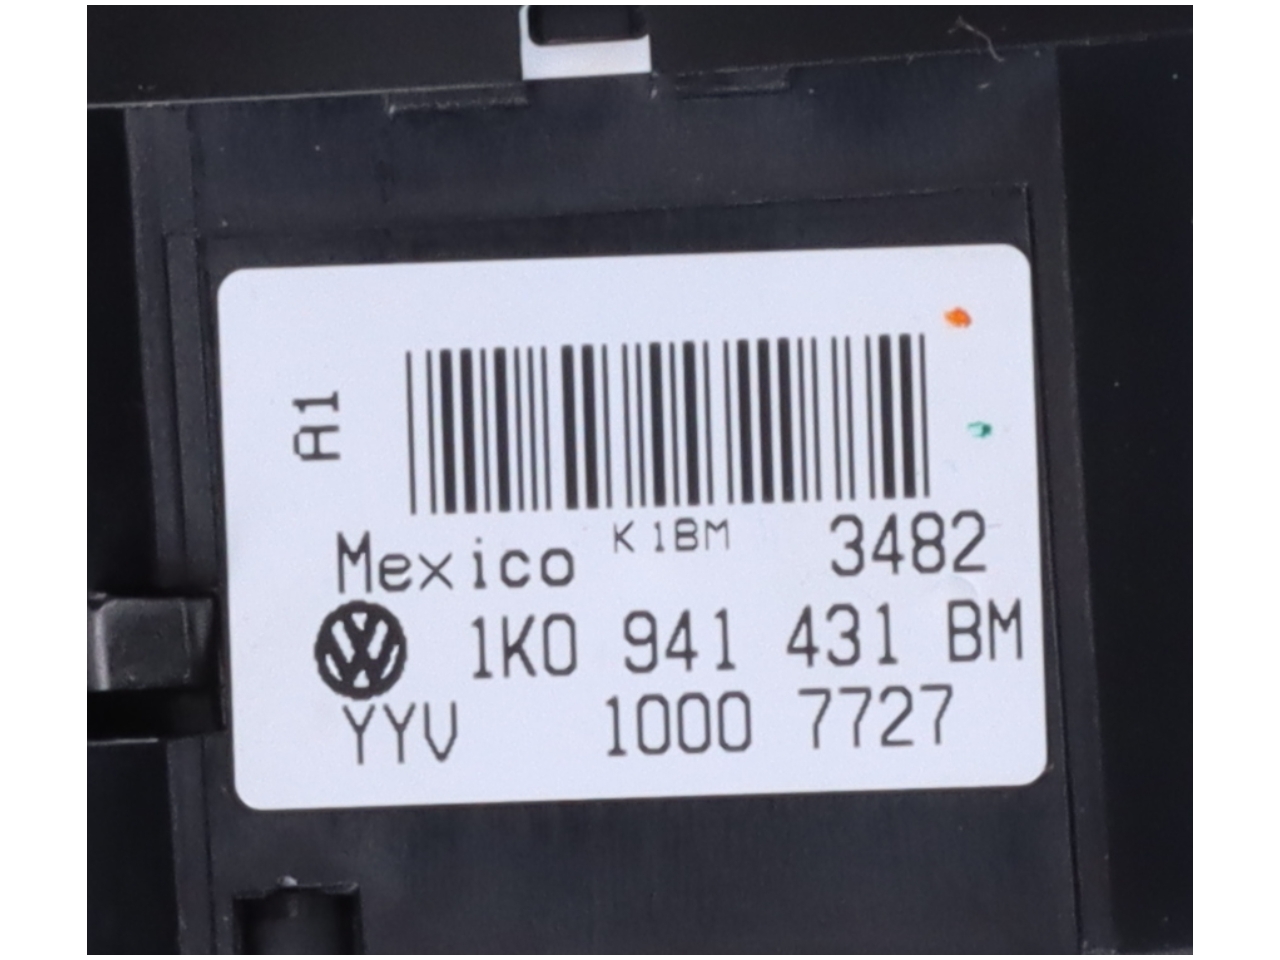 A1
K1BM
Mexico 3482
1K0 941 431 BM
YYV 1000 7727